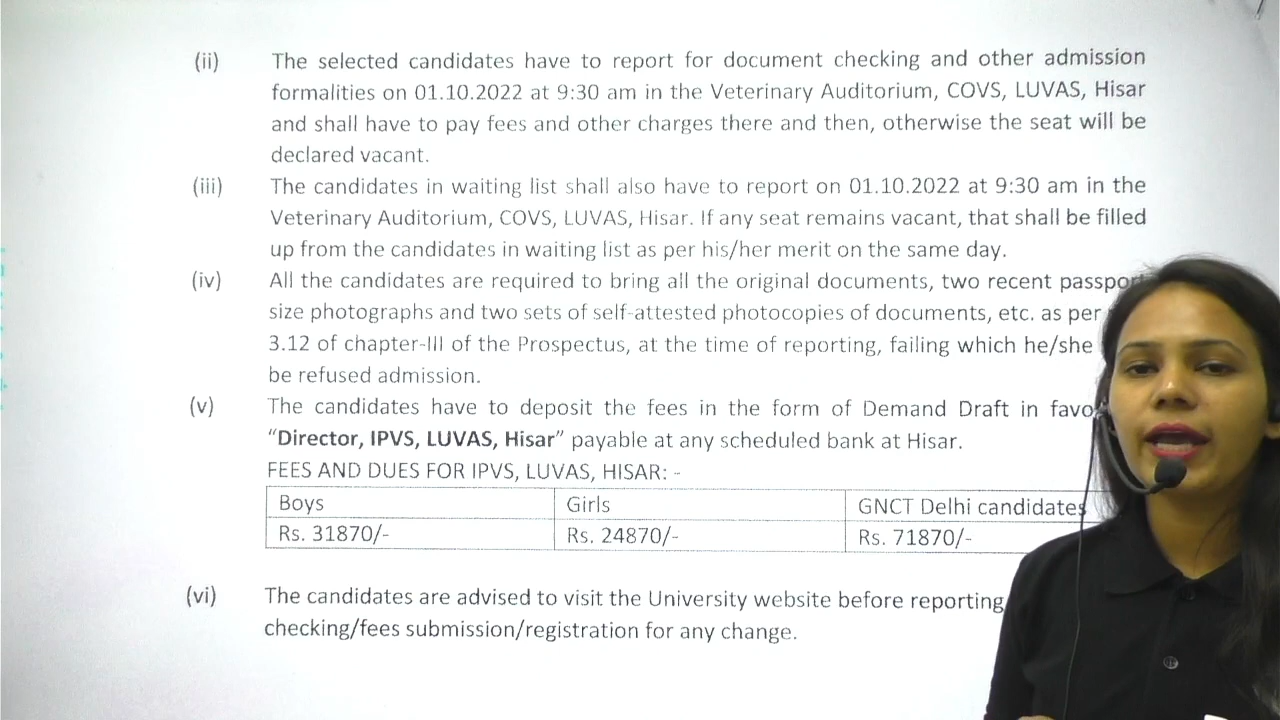 (ii) The selected candidates have to report for document checking and other admission
formalities on 01.10.2022 at 9:30 am in the Veterinary Auditorium, COVS, LUVAS, Hisar
and shall have to pay fees and other charges there and then, otherwise the seat will be
declared vacant.
(iii) The candidates in waiting list shall also have to report on 01.10.2022 at 9:30 am in the
Veterinary Auditorium, COVS, LUVAS, Hisar. If any seat remains vacant, that shall be filled
up from the candidates in waiting list as per his/her merit on the same day.
(iv) All the candidates are required to bring all the original documents, two recent
size photographs and two sets of self-attested photocopies of documents, etc. as per
3.12 of chapter-III of the Prospectus, at the time of reporting, failing which he/she
be refused admission.
(v) The candidates have to deposit the fees in the form of Demand Draft in
"Director, IPVS, LUVAS, Hisar" payable at any scheduled bank at Hisar.
FEES AND DUES FOR IPVS, LUVAS, HISAR: -
Boys Girls GNCT Delhi candidates
Rs. 31870/- Rs. 24870/- Rs. 71870/-
(vi) The candidates are advised to visit the University website before reporting
checking/fees submission/registration for any change.